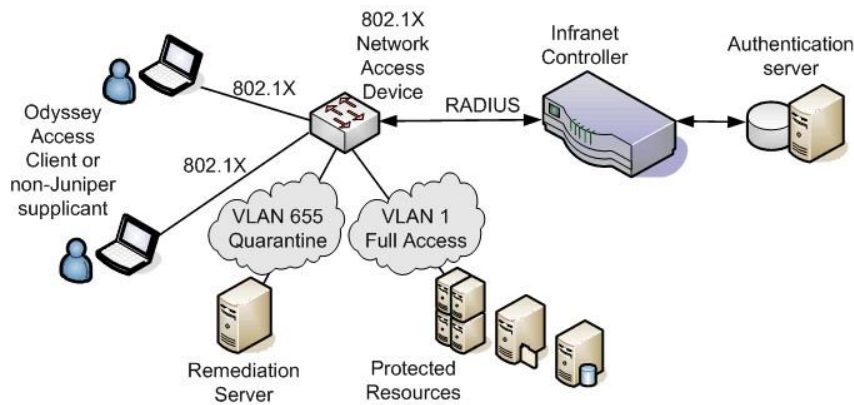 802.1X
Network
Access
Device
Infranet
Controller
Authentication
server
802.1X
RADIUS
Odyssey
Access
Client or
non-Juniper
supplicant
802.1X
VLAN 655
Quarantine
VLAN 1
Full Access
Remediation
Server
Protected
Resources